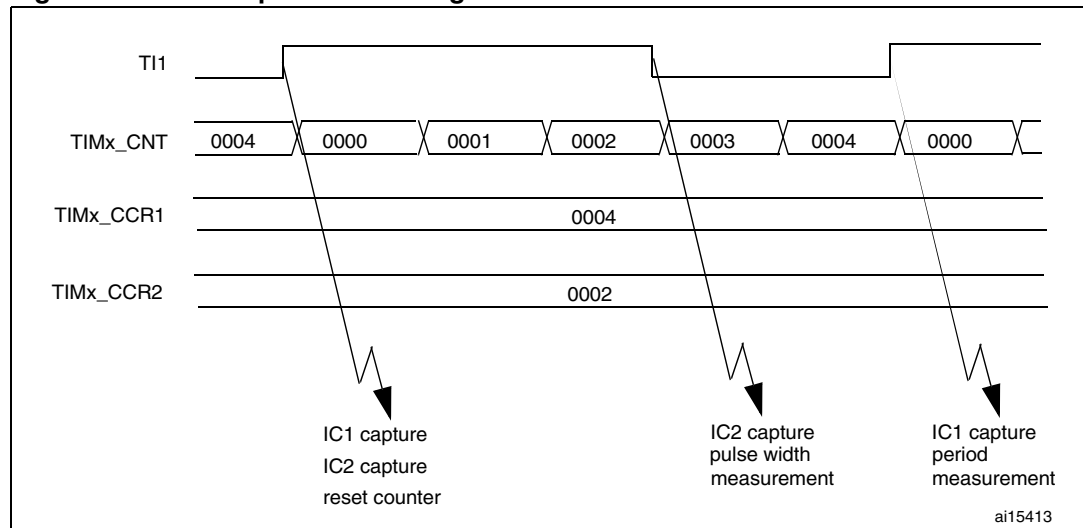 TI1
TIMx_CNT 0004 0000 0001 0002 0003 0004 0000
TIMx_CCR1 0004
TIMx_CCR2 0002
IC1 capture
IC2 capture
reset counter
IC2 capture
pulse width
measurement
IC1 capture
period
measurement
ai15413